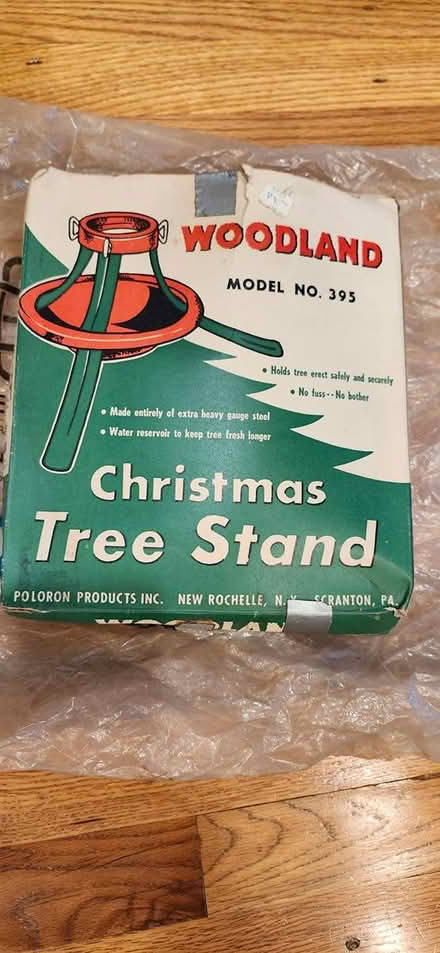 WOODLAND
MODEL NO. 395
• Holds tree erect safely and securely
• No fuss--No bother
• Made entirely of extra heavy gauge steel
• Water reservoir to keep tree fresh longer
Christmas
Tree Stand
POLORON PRODUCTS INC. NEW ROCHELLE, N. Y. SCRANTON, PA.
WOODLAND